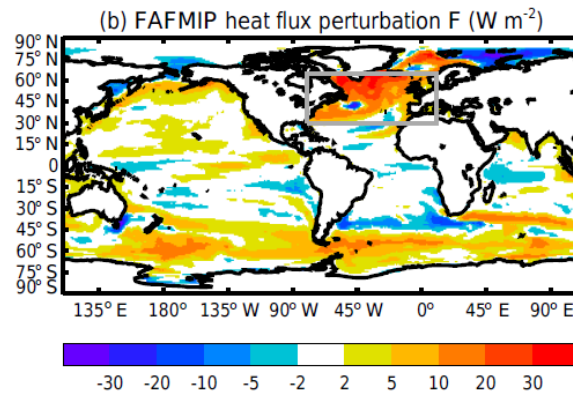 (b) FAFMIP heat flux perturbation F (W m⁻²)
90° N
75° N
60° N
45° N
30° N
15° N
0
15° S
30° S
45° S
60° S
75° S
90° S
135° E 180° 135° W 90° W 45° W 0° 45° E 90° E
-30 -20 -10 -5 -2 2 5 10 20 30